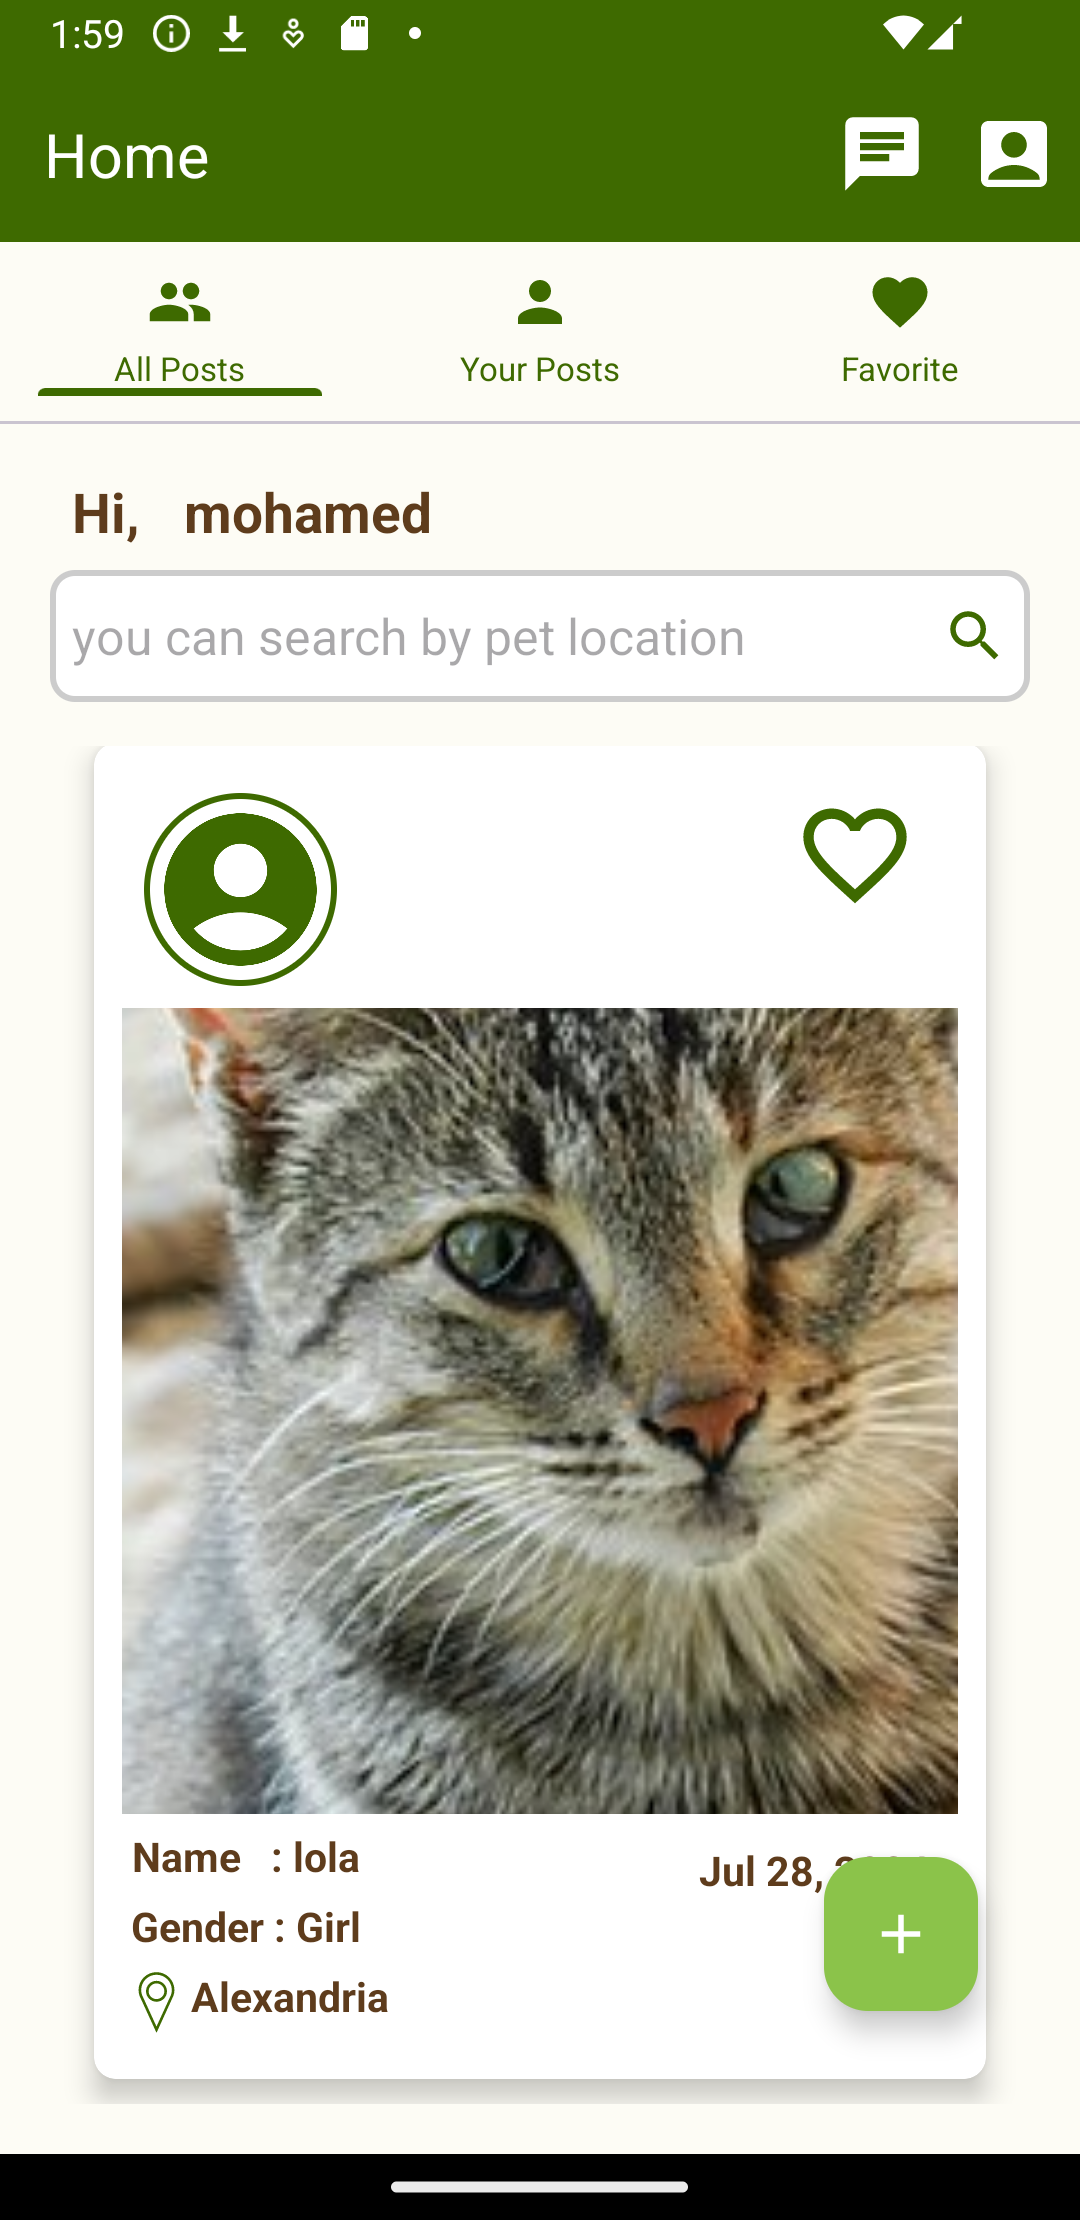 1:59
Home
All Posts
Your Posts
Favorite
Hi, mohamed
you can search by pet location
Name : lola
Jul 28,
Gender : Girl
Alexandria